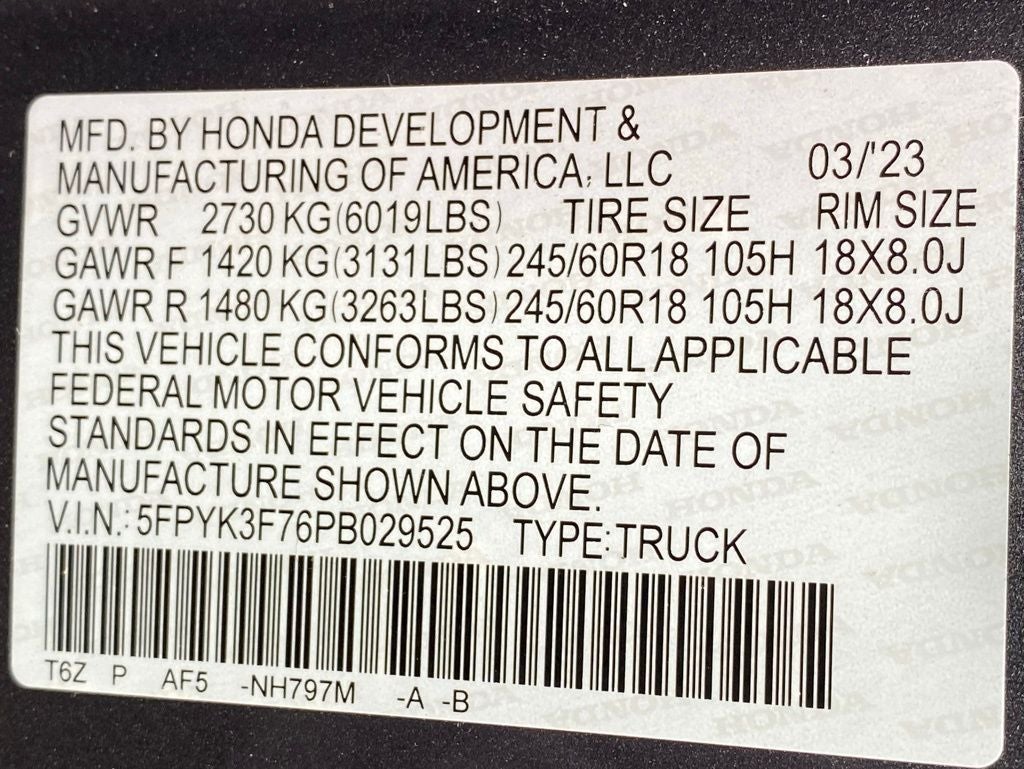 MFD. BY HONDA DEVELOPMENT &
MANUFACTURING OF AMERICA, LLC 03/'23
GVWR 2730 KG(6019LBS) TIRE SIZE RIM SIZE
GAWR F 1420 KG(3131LBS) 245/60R18 105H 18X8.0J
GAWR R 1480 KG(3263LBS) 245/60R18 105H 18X8.0J
THIS VEHICLE CONFORMS TO ALL APPLICABLE
FEDERAL MOTOR VEHICLE SAFETY
STANDARDS IN EFFECT ON THE DATE OF
MANUFACTURE SHOWN ABOVE.
V.I.N.: 5FPYK3F76PB029525 TYPE:TRUCK
T6Z P AF5 -NH797M -A -B